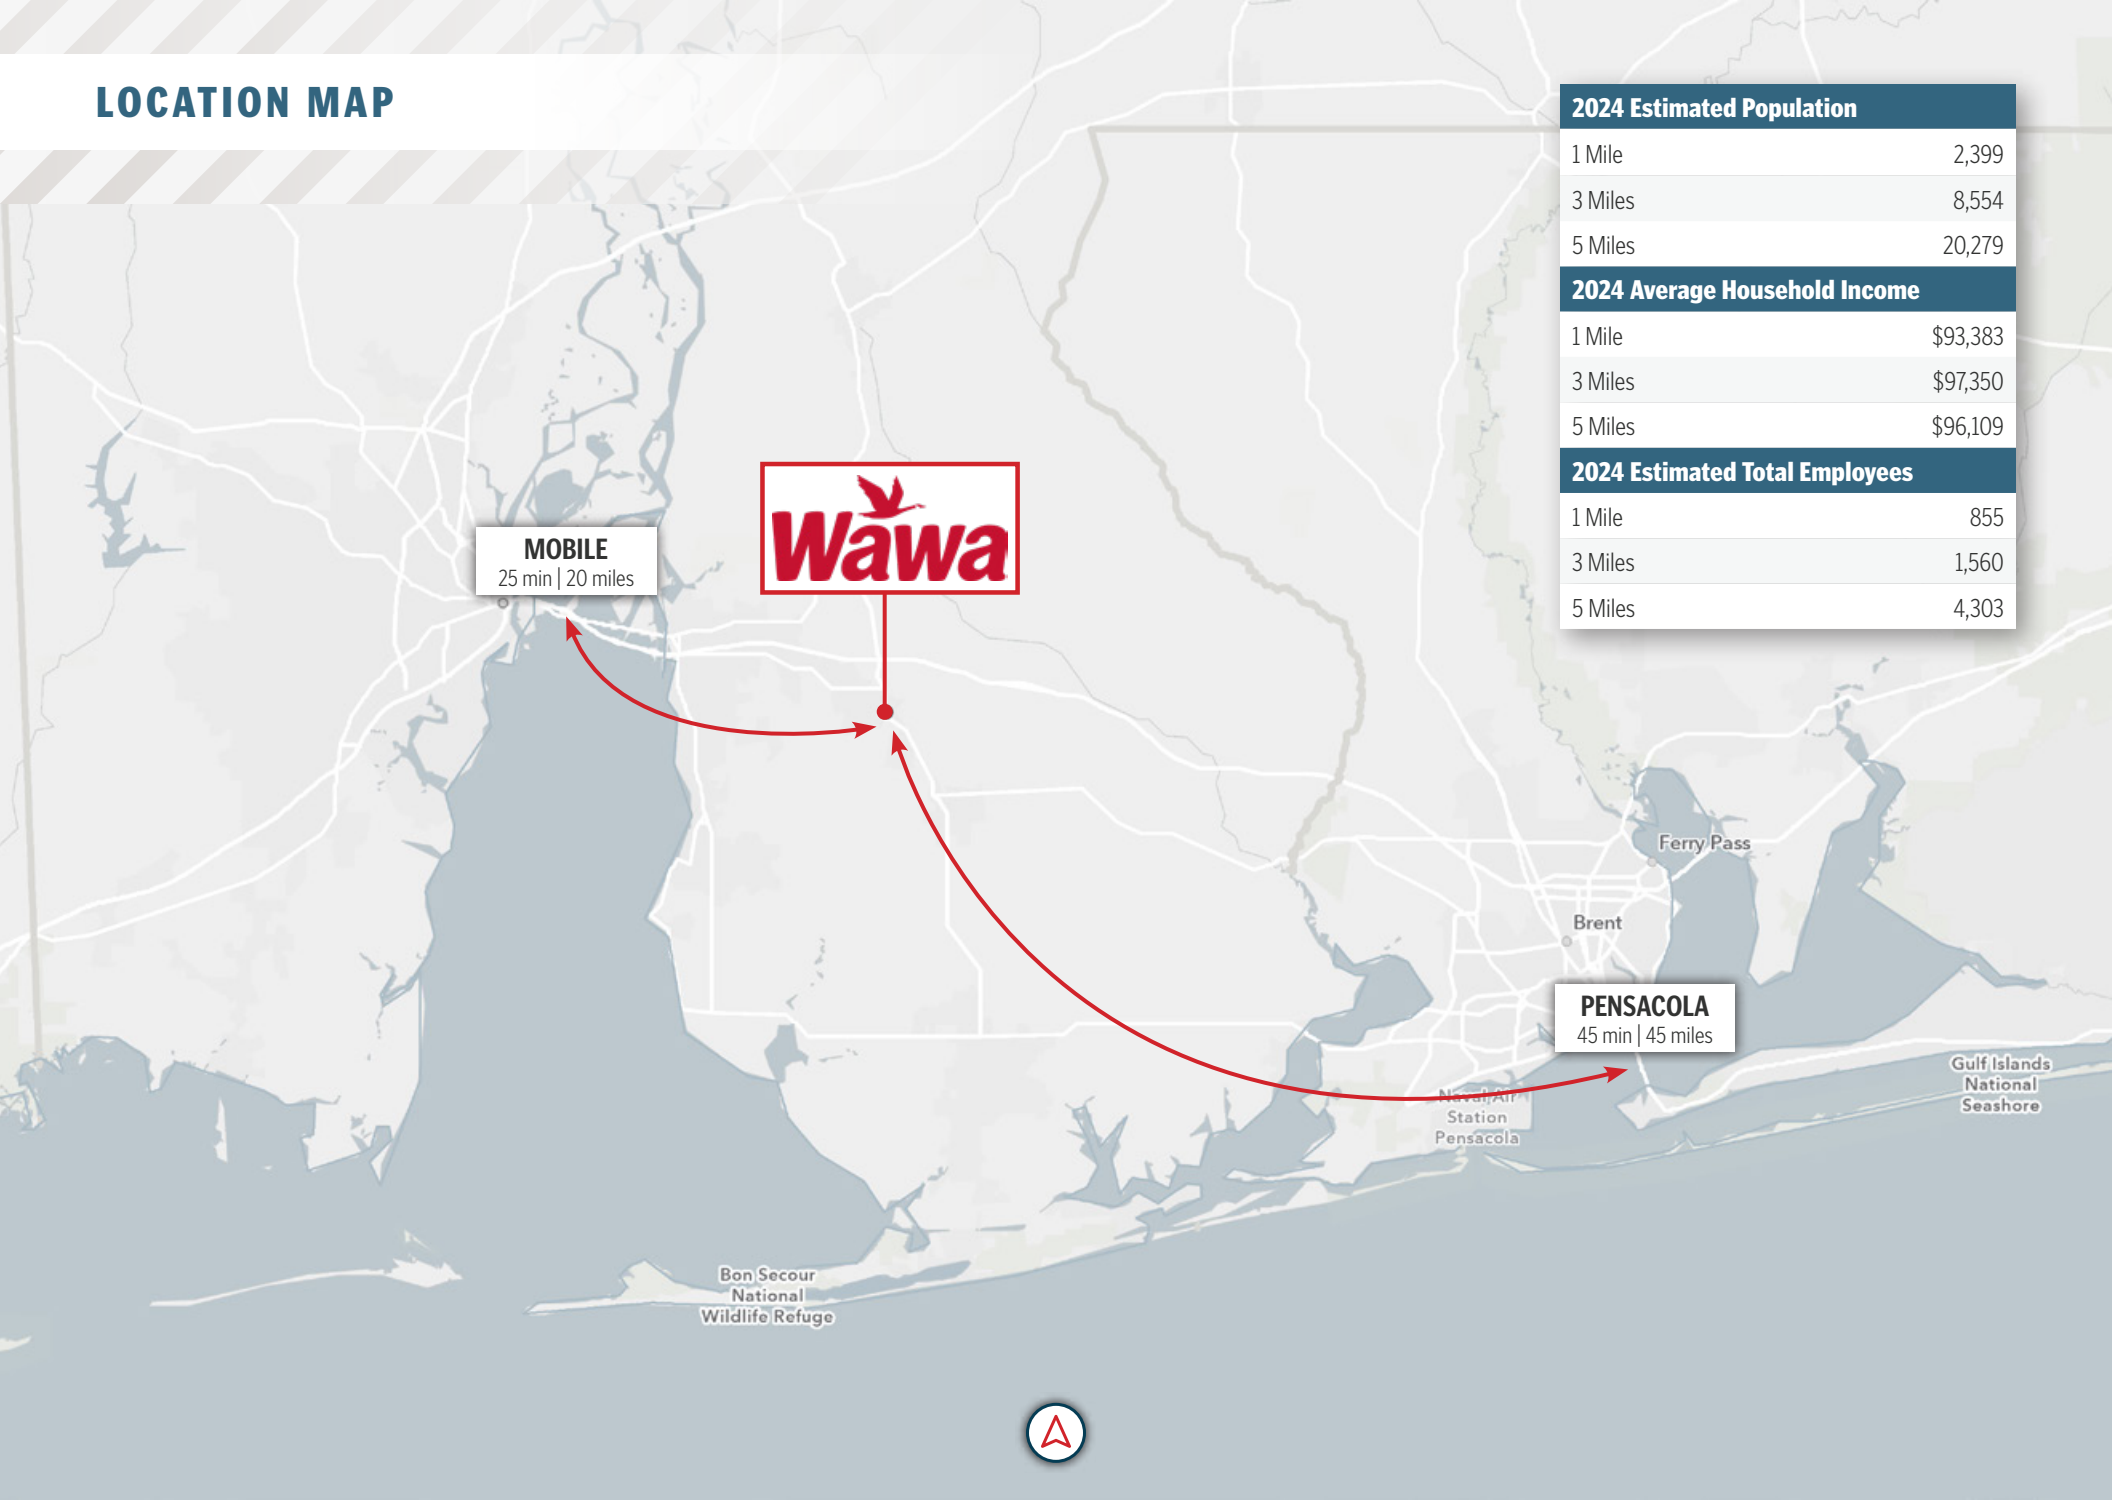 LOCATION MAP
2024 Estimated Population
1 Mile 2,399
3 Miles 8,554
5 Miles 20,279
2024 Average Household Income
1 Mile $93,383
3 Miles $97,350
5 Miles $96,109
2024 Estimated Total Employees
1 Mile 855
3 Miles 1,560
5 Miles 4,303
Wawa
MOBILE
25 min | 20 miles
Ferry Pass
Brent
PENSACOLA
45 min | 45 miles
Naval Air
Station
Pensacola
Gulf Islands
National
Seashore
Bon Secour
National
Wildlife Refuge